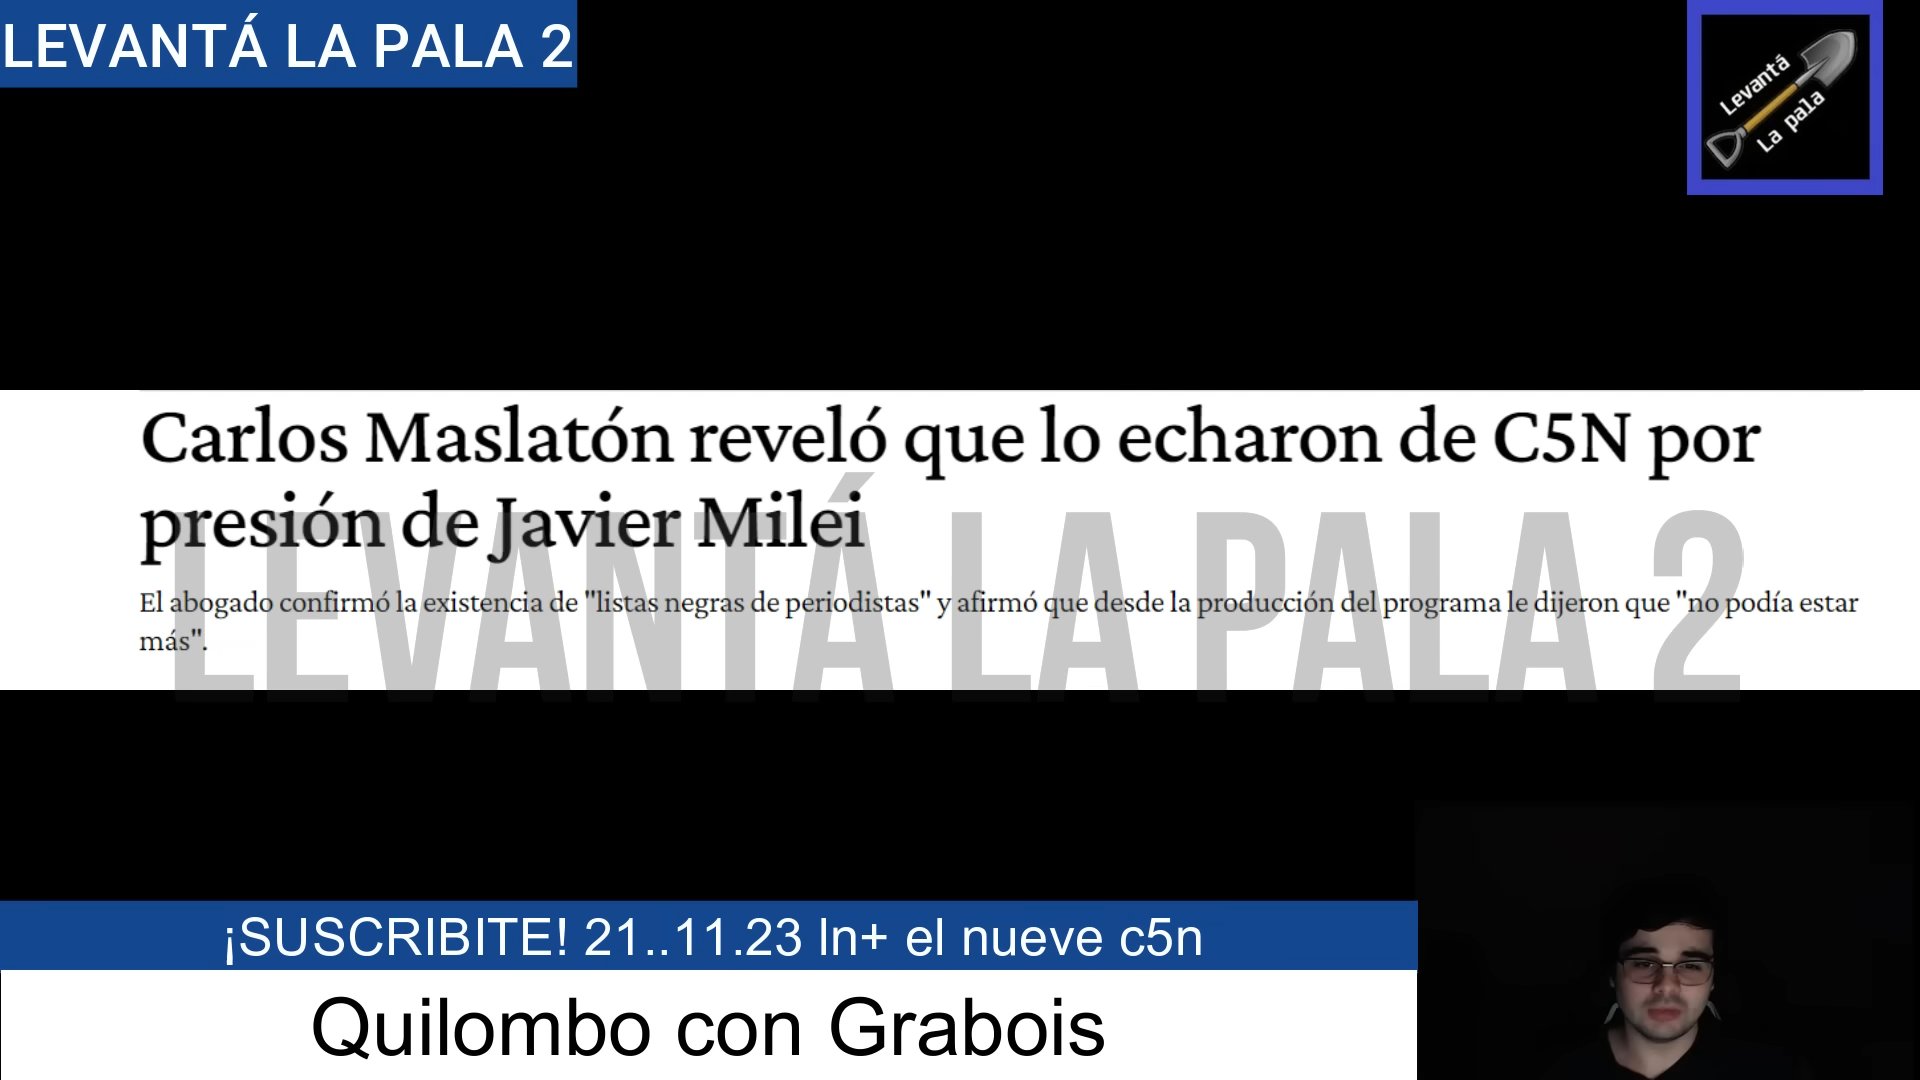 LEVANTÁ LA PALA 2
Levantá
La pala
Carlos Maslatón reveló que lo echaron de C5N por
presión de Javier Milei
El abogado confirmó la existencia de "listas negras de periodistas" y afirmó que desde la producción del programa le dijeron que "no podía estar
más".
LEVANTÁ LA PALA 2
¡SUSCRIBITE! 21..11.23 ln+ el nueve c5n
Quilombo con Grabois